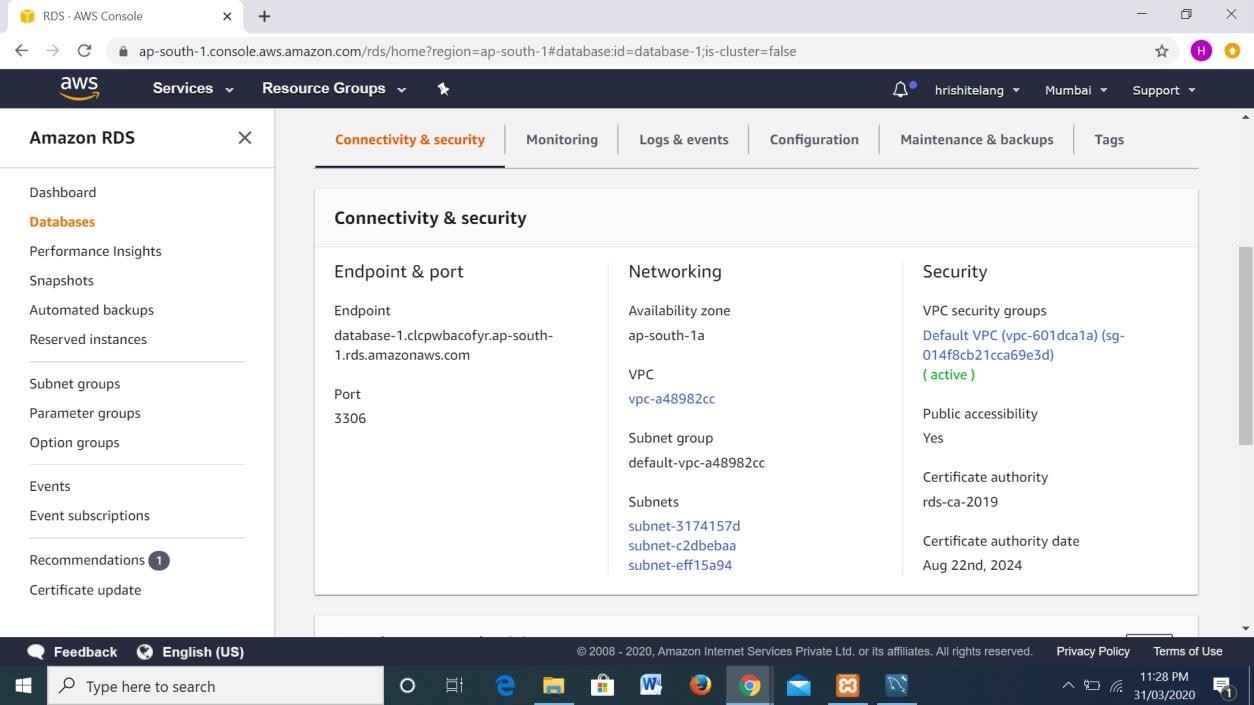 RDS · AWS Console
ap-south-1.console.aws.amazon.com/rds/home?region=ap-south-1#database:id=database-1;is-cluster=false
H
aws
Services
Resource Groups
hrishitelang
Mumbai
Support
Amazon RDS
Dashboard
Databases
Performance Insights
Snapshots
Automated backups
Reserved instances
Subnet groups
Parameter groups
Option groups
Events
Event subscriptions
Recommendations 1
Certificate update
Connectivity & security
Monitoring
Logs & events
Configuration
Maintenance & backups
Tags
Connectivity & security
Endpoint & port
Endpoint
database-1.clcpwbacofyr.ap-south-
1.rds.amazonaws.com
Port
3306
Networking
Availability zone
ap-south-1a
VPC
vpc-a48982cc
Subnet group
default-vpc-a48982cc
Subnets
subnet-3174157d
subnet-c2dbebaa
subnet-eff15a94
Security
VPC security groups
Default VPC (vpc-601dca1a) (sg-
014f8cb21cca69e3d)
( active )
Public accessibility
Yes
Certificate authority
rds-ca-2019
Certificate authority date
Aug 22nd, 2024
Feedback
English (US)
© 2008 - 2020, Amazon Internet Services Private Ltd. or its affiliates. All rights reserved.
Privacy Policy
Terms of Use
Type here to search
11:28 PM
31/03/2020
1